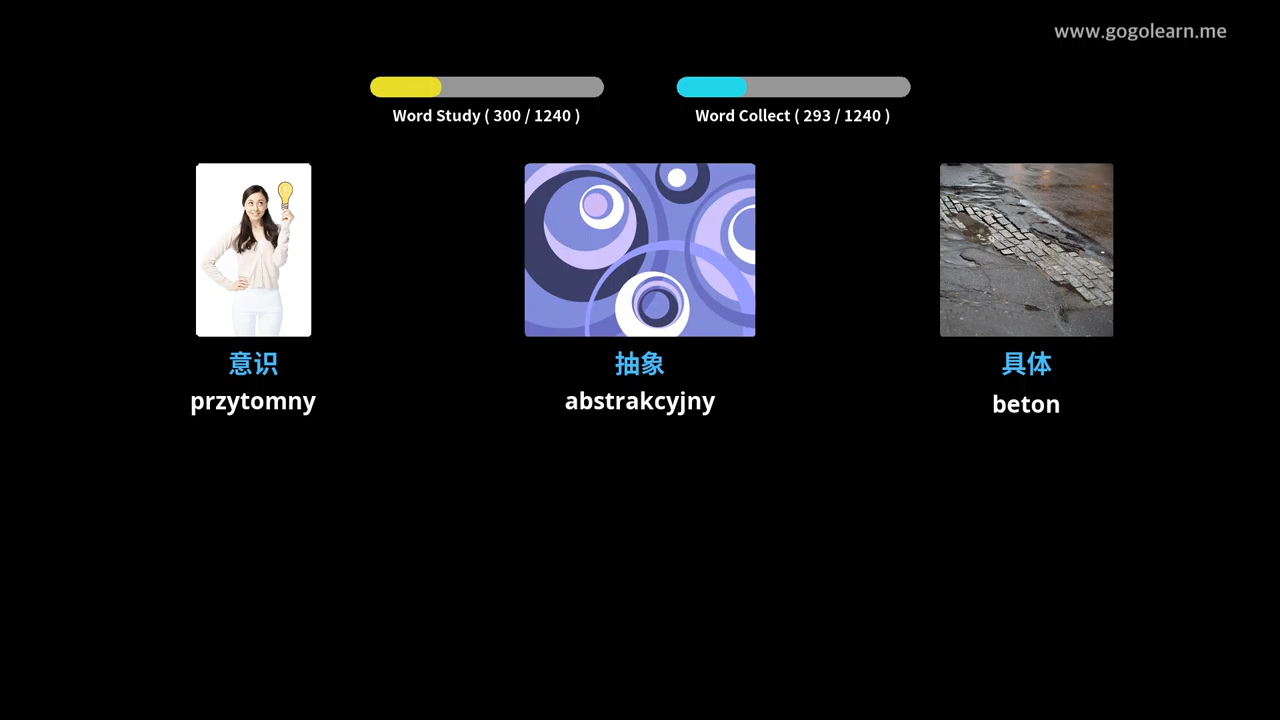 www.gogolearn.me
Word Study ( 300 / 1240 )
Word Collect ( 293 / 1240 )
意识
抽象
具体
przytomny
abstrakcyjny
beton